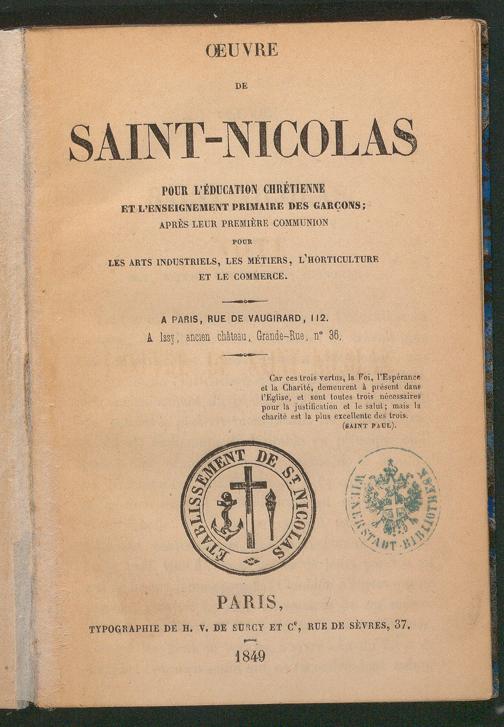 ŒUVRE
DE
SAINT-NICOLAS
POUR L'ÉDUCATION CHRÉTIENNE
ET L'ENSEIGNEMENT PRIMAIRE DES GARÇONS;
APRÈS LEUR PREMIÈRE COMMUNION
POUR
LES ARTS INDUSTRIELS, LES MÉTIERS, L'HORTICULTURE
ET LE COMMERCE.
A PARIS, RUE DE VAUGIRARD, 112.
A Issy, ancien château, Grande-Rue, n° 36,
Car ces trois vertus, la Foi, l'Espérance
et la Charité, demeurent à présent dans
l'Eglise, et sont toutes trois nécessaires
pour la justification et le salut; mais la
charité est la plus excellente des trois.
(SAINT PAUL).
ÉTABLISSEMENT DE ST NICOLAS
WIENER STADT-BIBLIOTHEK
PARIS,
TYPOGRAPHIE DE H. V. DE SURCY ET Ce, RUE DE SÈVRES, 37.
1849